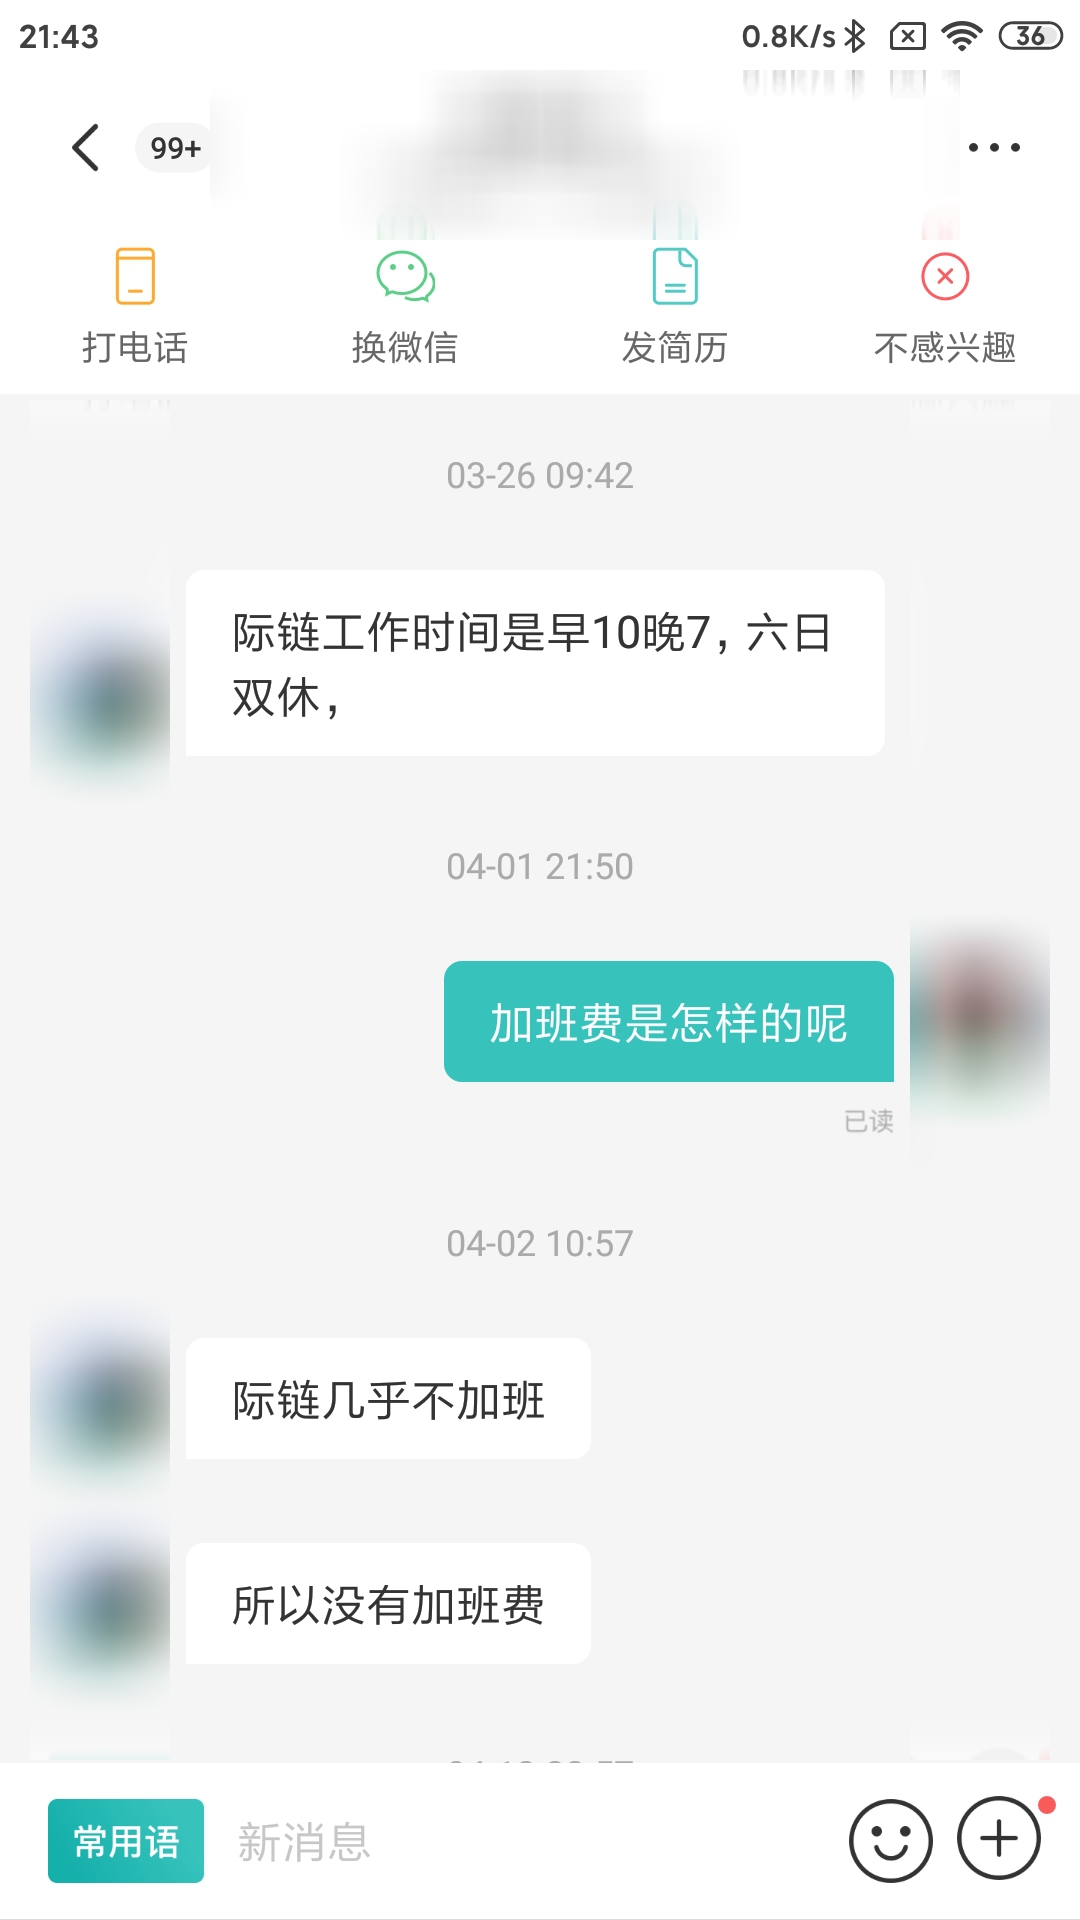 21:43
0.8K/s
36
99+
打电话
换微信
发简历
不感兴趣
03-26 09:42
际链工作时间是早10晚7，六日
双休，
04-01 21:50
加班费是怎样的呢
已读
04-02 10:57
际链几乎不加班
所以没有加班费
常用语
新消息